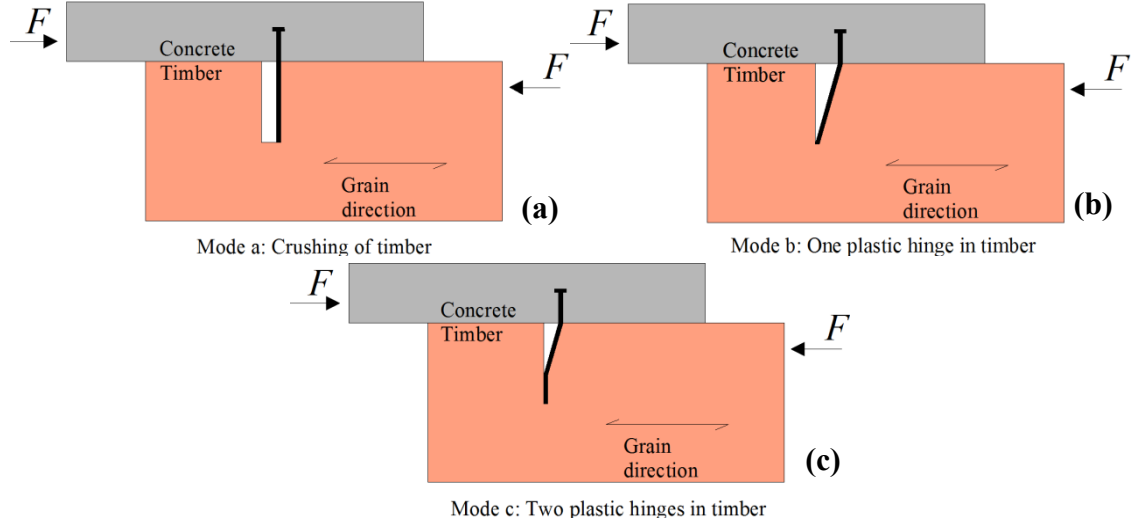 F
Concrete
Timber
F
Grain
direction
(a)
Mode a: Crushing of timber
F
Concrete
Timber
F
Grain
direction
(b)
Mode b: One plastic hinge in timber
F
Concrete
Timber
F
Grain
direction
(c)
Mode c: Two plastic hinges in timber